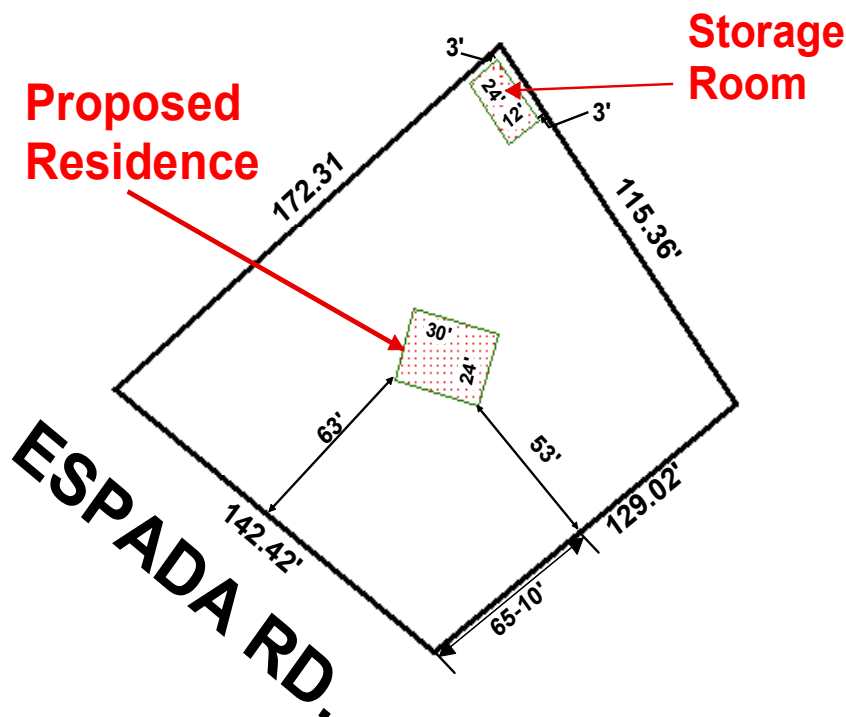 Storage
Room
3'
24'
12'
3'
Proposed
Residence
172.31
115.36'
30'
24'
63'
53'
129.02'
142.42'
65-10'
ESPADA RD.